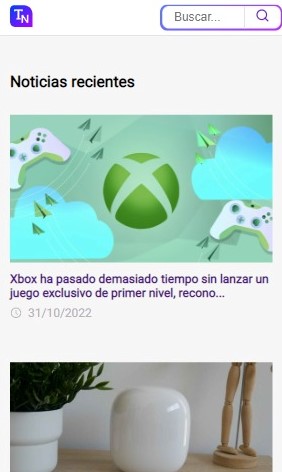 TN
Buscar...
Noticias recientes
Xbox ha pasado demasiado tiempo sin lanzar un
juego exclusivo de primer nivel, recono...
31/10/2022